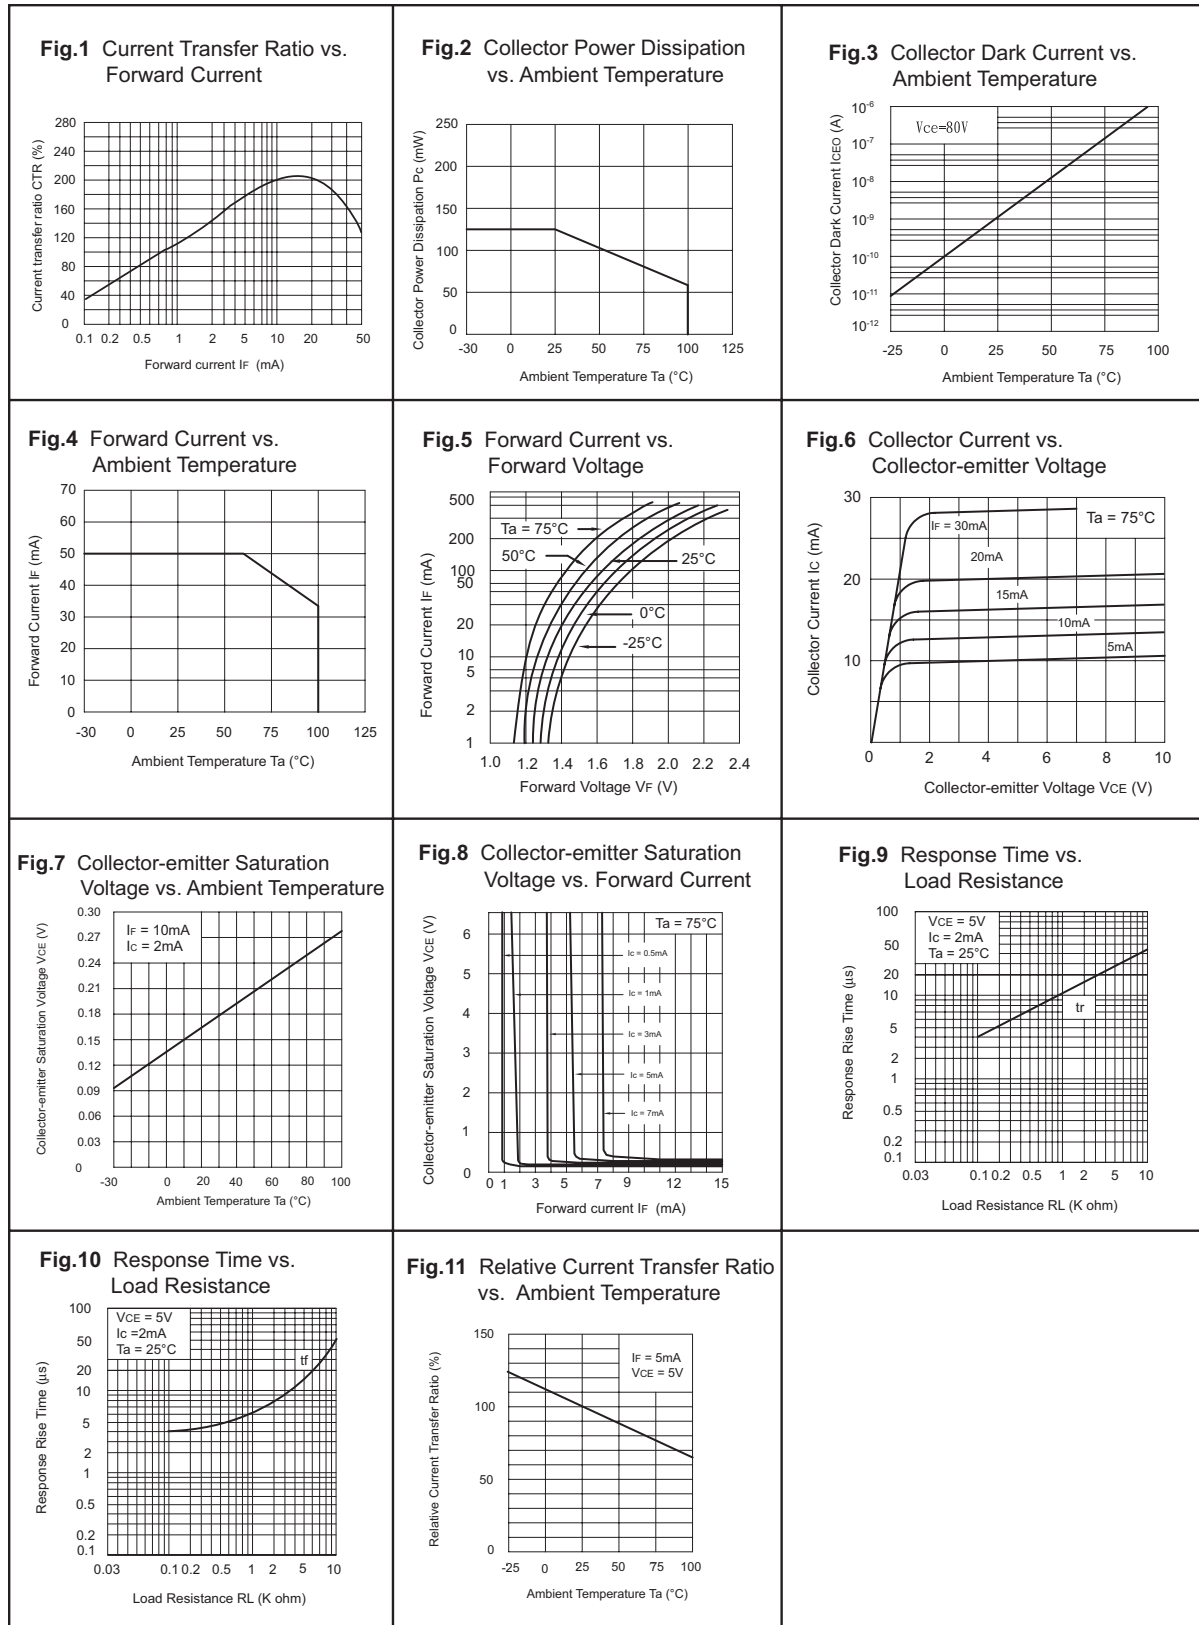 Fig.1 Current Transfer Ratio vs.
Forward Current
280
240
200
160
120
80
40
0
Current transfer ratio CTR (%)
0.1 0.2 0.5 1 2 5 10 20 50
Forward current IF (mA)
Fig.2 Collector Power Dissipation
vs. Ambient Temperature
250
200
150
100
50
0
Collector Power Dissipation Pc (mW)
-30 0 25 50 75 100 125
Ambient Temperature Ta (°C)
Fig.3 Collector Dark Current vs.
Ambient Temperature
Vce=80V
10-6
10-7
10-8
10-9
10-10
10-11
10-12
Collector Dark Current ICEO (A)
-25 0 25 50 75 100
Ambient Temperature Ta (°C)
Fig.4 Forward Current vs.
Ambient Temperature
70
60
50
40
30
20
10
0
Forward Current IF (mA)
-30 0 25 50 75 100 125
Ambient Temperature Ta (°C)
Fig.5 Forward Current vs.
Forward Voltage
500
200
100
50
20
10
5
2
1
Forward Current IF (mA)
Ta = 75°C
50°C
25°C
0°C
-25°C
1.0 1.2 1.4 1.6 1.8 2.0 2.2 2.4
Forward Voltage VF (V)
Fig.6 Collector Current vs.
Collector-emitter Voltage
30
20
10
Collector Current IC (mA)
IF = 30mA
Ta = 75°C
20mA
15mA
10mA
5mA
0 2 4 6 8 10
Collector-emitter Voltage VCE (V)
Fig.7 Collector-emitter Saturation
Voltage vs. Ambient Temperature
0.30
0.27
0.24
0.21
0.18
0.15
0.12
0.09
0.06
0.03
0
Collector-emitter Saturation Voltage VCE (V)
IF = 10mA
IC = 2mA
-30 0 20 40 60 80 100
Ambient Temperature Ta (°C)
Fig.8 Collector-emitter Saturation
Voltage vs. Forward Current
6
5
4
3
2
1
0
Collector-emitter Saturation Voltage VCE (V)
Ta = 75°C
Ic = 0.5mA
Ic = 1mA
Ic = 3mA
Ic = 5mA
Ic = 7mA
0 1 3 5 7 9 12 15
Forward current IF (mA)
Fig.9 Response Time vs.
Load Resistance
100
50
20
10
5
2
1
0.5
0.2
0.1
Response Rise Time (µs)
VCE = 5V
Ic = 2mA
Ta = 25°C
tr
0.03 0.1 0.2 0.5 1 2 5 10
Load Resistance RL (K ohm)
Fig.10 Response Time vs.
Load Resistance
100
50
20
10
5
2
1
0.5
0.2
0.1
Response Rise Time (µs)
VCE = 5V
Ic =2mA
Ta = 25°C
tf
0.03 0.1 0.2 0.5 1 2 5 10
Load Resistance RL (K ohm)
Fig.11 Relative Current Transfer Ratio
vs. Ambient Temperature
150
100
50
0
Relative Current Transfer Ratio (%)
IF = 5mA
VCE = 5V
-25 0 25 50 75 100
Ambient Temperature Ta (°C)